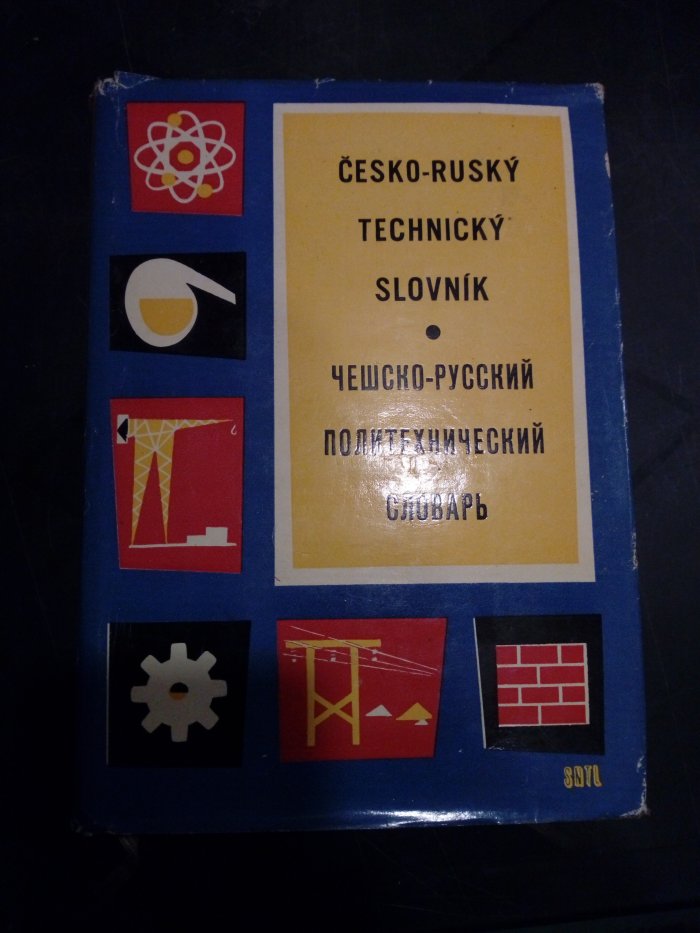 ČESKO-RUSKÝ
TECHNICKÝ
SLOVNÍK
•
ЧЕШСКО-РУССКИЙ
ПОЛИТЕХНИЧЕСКИЙ
СЛОВАРЬ
SNTL